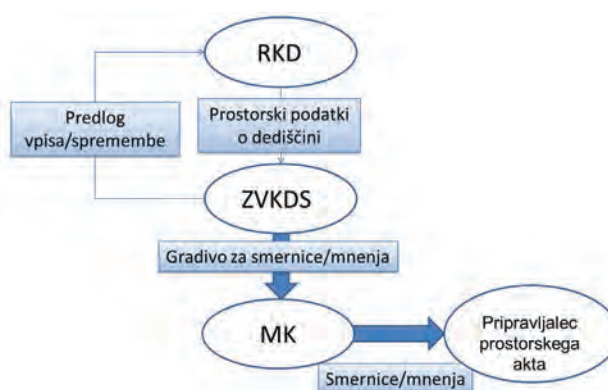 RKD
Predlog
vpisa/spremembe
Prostorski podatki
o dediščini
ZVKDS
Gradivo za smernice/mnenja
MK
Pripravljalec
prostorskega
akta
Smernice/mnenja